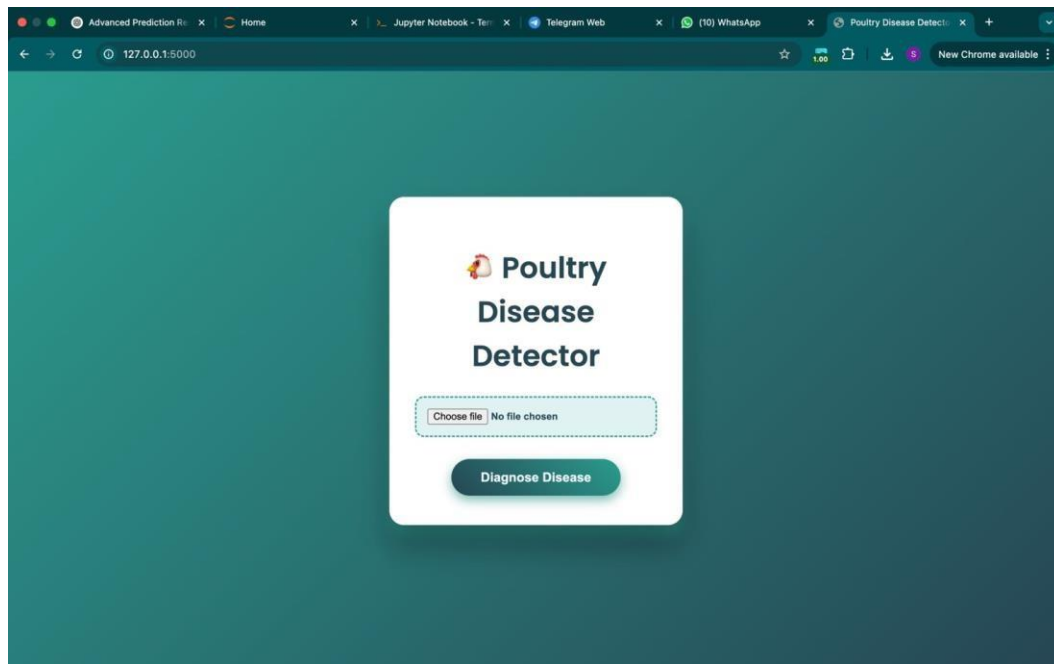 Advanced Prediction Re
Home
Jupyter Notebook - Ter
Telegram Web
(10) WhatsApp
Poultry Disease Detecto
127.0.0.1:5000
1.00
S
New Chrome available
Poultry
Disease
Detector
Choose file No file chosen
Diagnose Disease